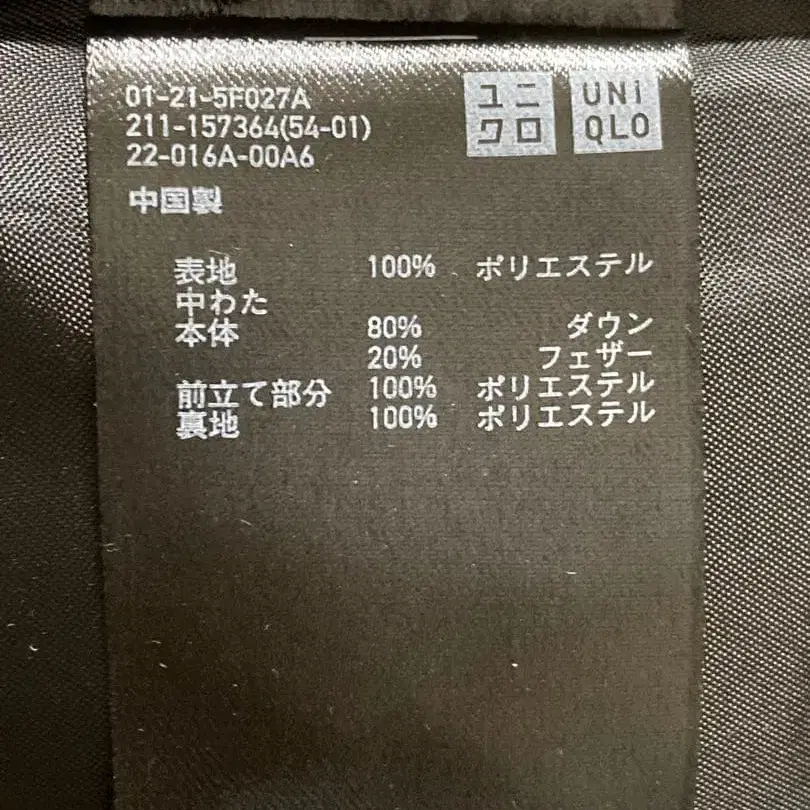 01-21-5F027A
211-157364(54-01)
22-016A-00A6
ユニ
クロ
UNI
QLO
中国製
表地 100% ポリエステル
中わた
本体 80% ダウン
20% フェザー
前立て部分 100% ポリエステル
裏地 100% ポリエステル